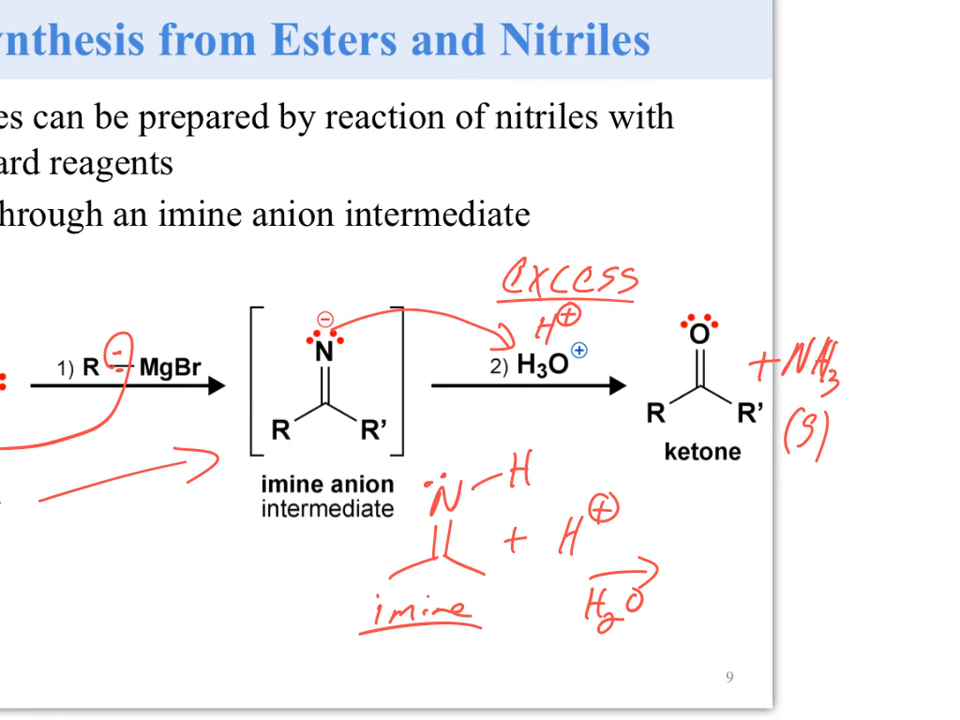 nthesis from Esters and Nitriles
es can be prepared by reaction of nitriles with
ard reagents
hrough an imine anion intermediate
excess
H⊕
⊖
N
O
1) R – MgBr
2) H₃O⊕
+ NH₃
R R'
R R'
(g)
ketone
imine anion
intermediate
N – H
+ H⊕
imine
H₂O
9